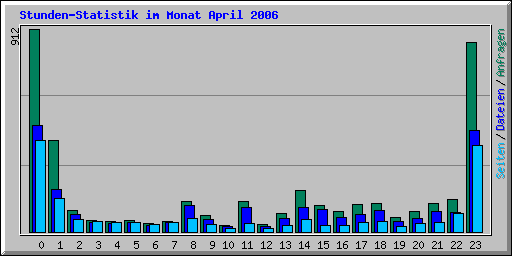 Stunden-Statistik im Monat April 2006
912
Seiten / Dateien / Anfragen
0 1 2 3 4 5 6 7 8 9 10 11 12 13 14 15 16 17 18 19 20 21 22 23